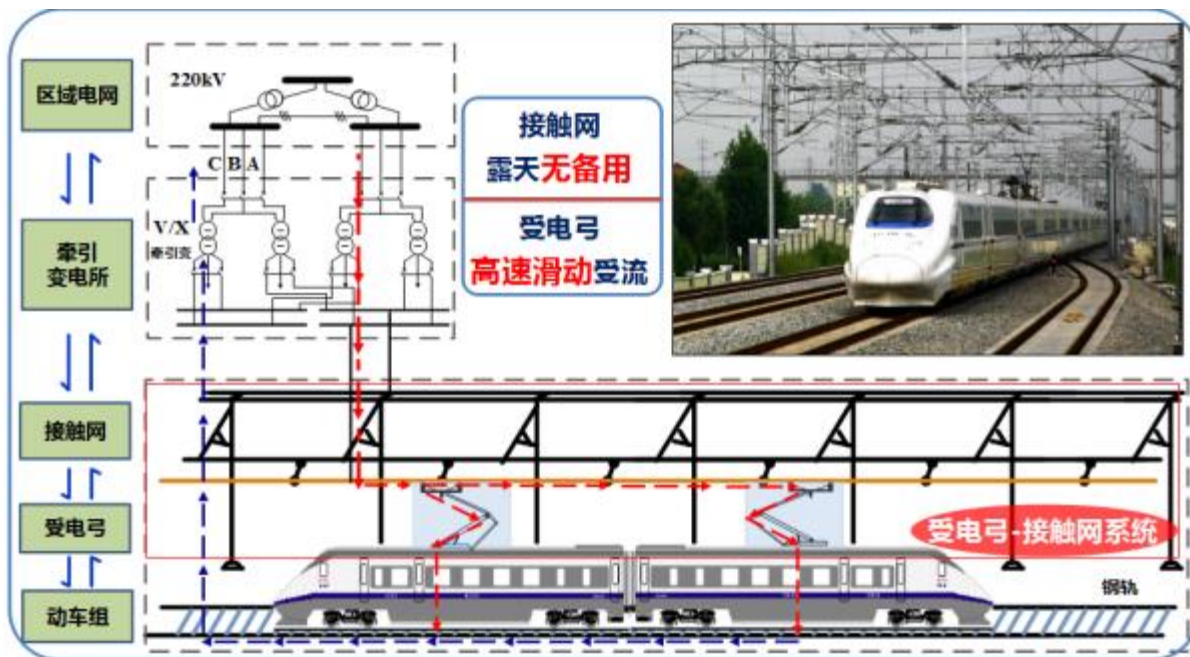 区域电网
牵引
变电所
接触网
受电弓
动车组
220kV
C B A
V/X
牵引变
接触网
露天无备用
受电弓
高速滑动受流
受电弓-接触网系统
钢轨